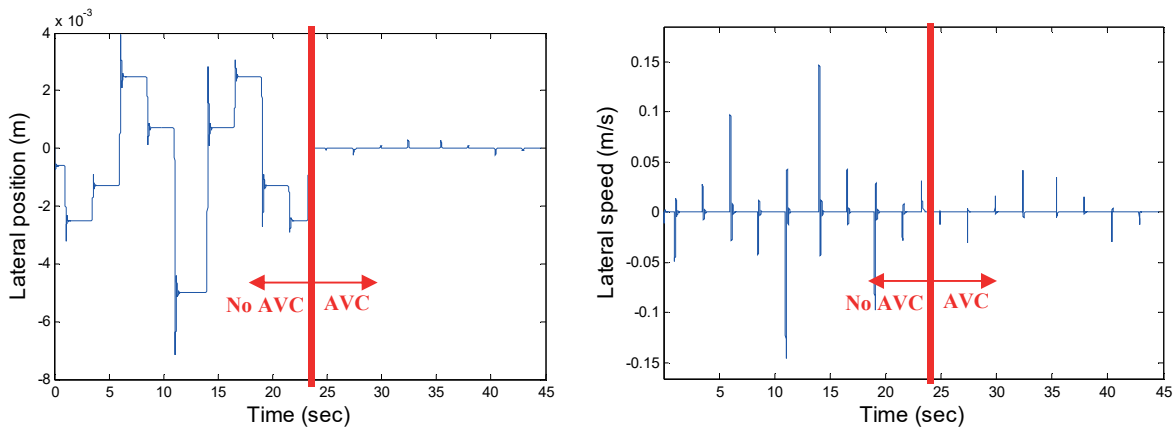 x 10⁻³
4
2
0
-2
-4
-6
-8
Lateral position (m)
No AVC
AVC
0 5 10 15 20 25 30 35 40 45
Time (sec)
0.15
0.1
0.05
0
-0.05
-0.1
-0.15
Lateral speed (m/s)
No AVC
AVC
5 10 15 20 25 30 35 40 45
Time (sec)